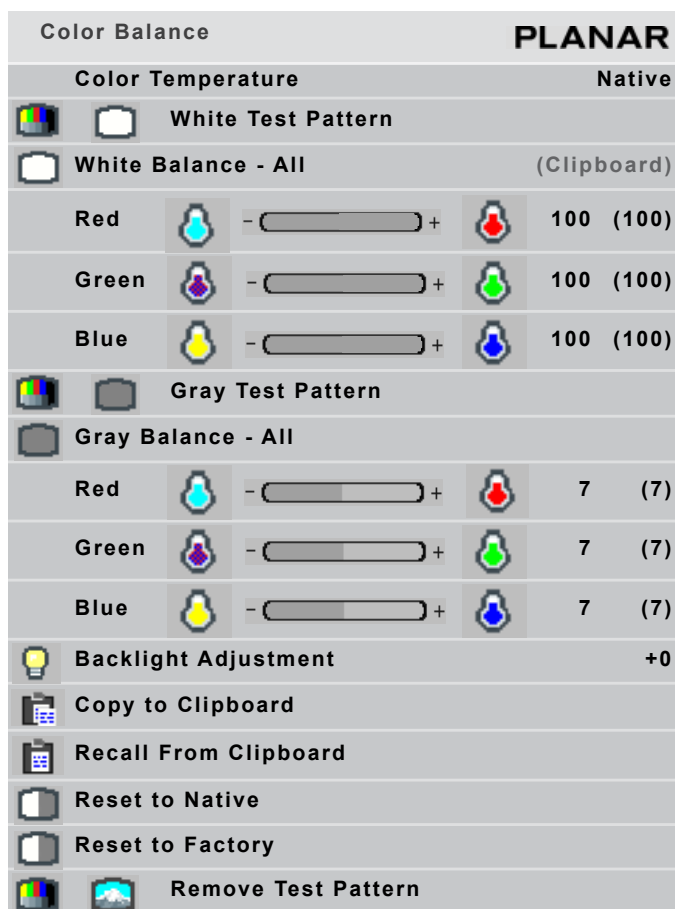 Color Balance PLANAR
Color Temperature Native
White Test Pattern
White Balance - All (Clipboard)
Red - + 100 (100)
Green - + 100 (100)
Blue - + 100 (100)
Gray Test Pattern
Gray Balance - All
Red - + 7 (7)
Green - + 7 (7)
Blue - + 7 (7)
Backlight Adjustment +0
Copy to Clipboard
Recall From Clipboard
Reset to Native
Reset to Factory
Remove Test Pattern